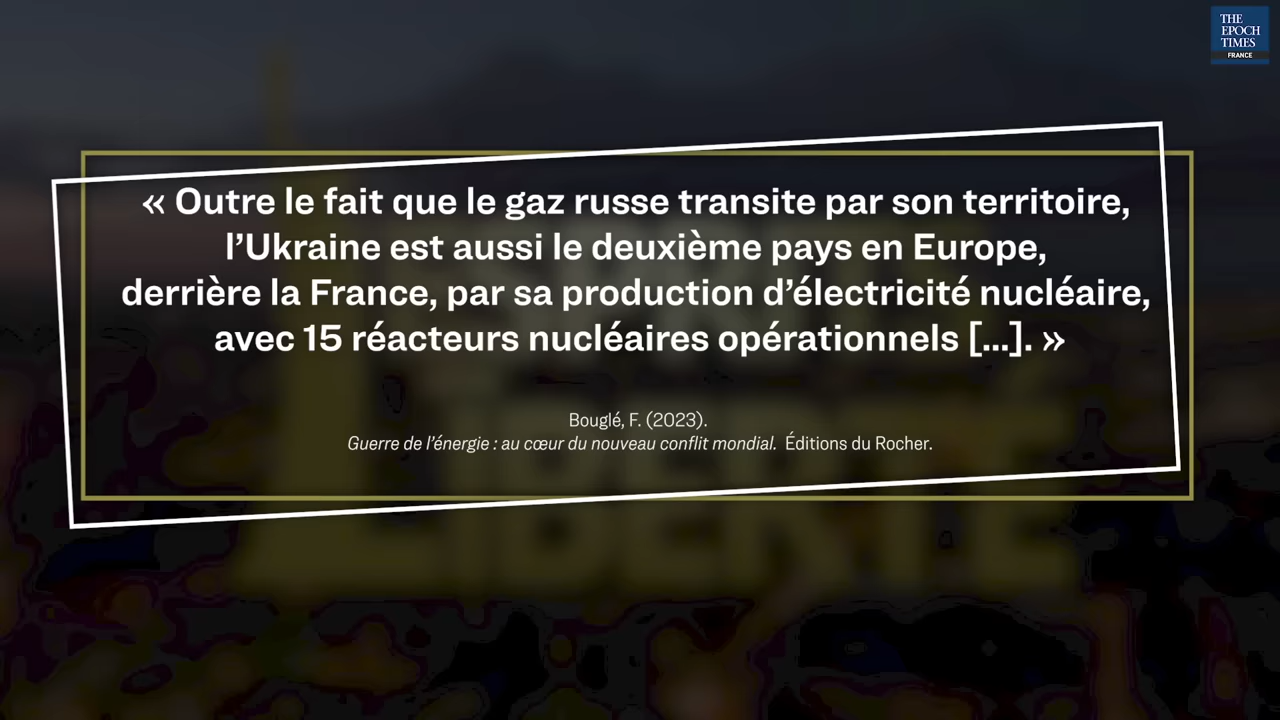 THE
EPOCH
TIMES
FRANCE
« Outre le fait que le gaz russe transite par son territoire,
l’Ukraine est aussi le deuxième pays en Europe,
derrière la France, par sa production d’électricité nucléaire,
avec 15 réacteurs nucléaires opérationnels [...]. »
Bouglé, F. (2023).
Guerre de l’énergie : au cœur du nouveau conflit mondial. Éditions du Rocher.
LIBERTÉ